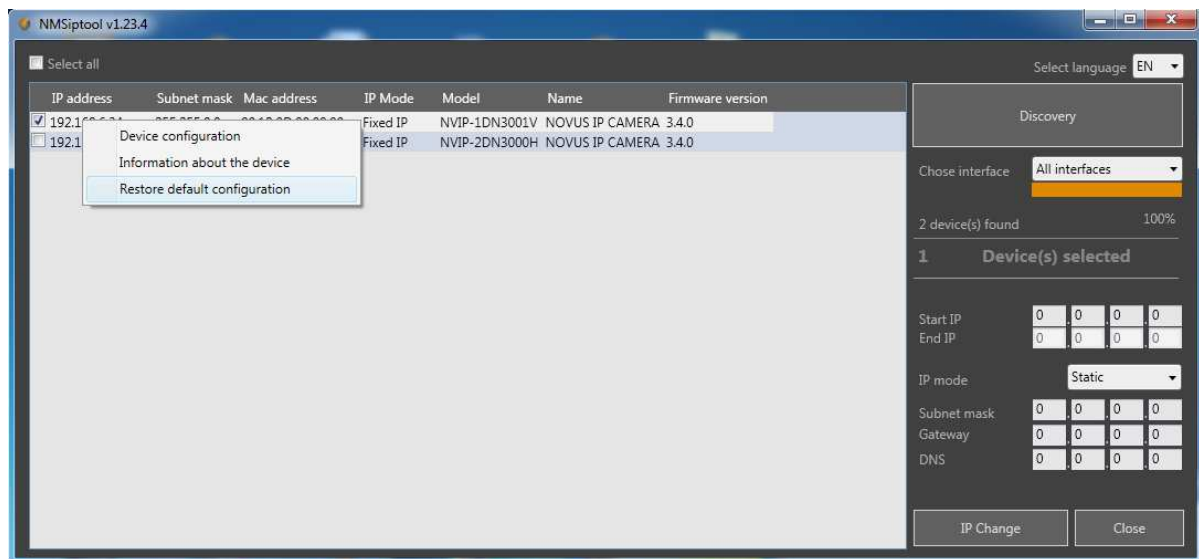 NMSiptool v1.23.4
Select all
Select language EN
IP address Subnet mask Mac address IP Mode Model Name Firmware version
Fixed IP NVIP-1DN3001V NOVUS IP CAMERA 3.4.0
192.1 Fixed IP NVIP-2DN3000H NOVUS IP CAMERA 3.4.0
Device configuration
Information about the device
Restore default configuration
Discovery
Chose interface All interfaces
2 device(s) found 100%
1 Device(s) selected
Start IP 0 . 0 . 0 . 0
End IP 0 . 0 . 0 . 0
IP mode Static
Subnet mask 0 . 0 . 0 . 0
Gateway 0 . 0 . 0 . 0
DNS 0 . 0 . 0 . 0
IP Change Close